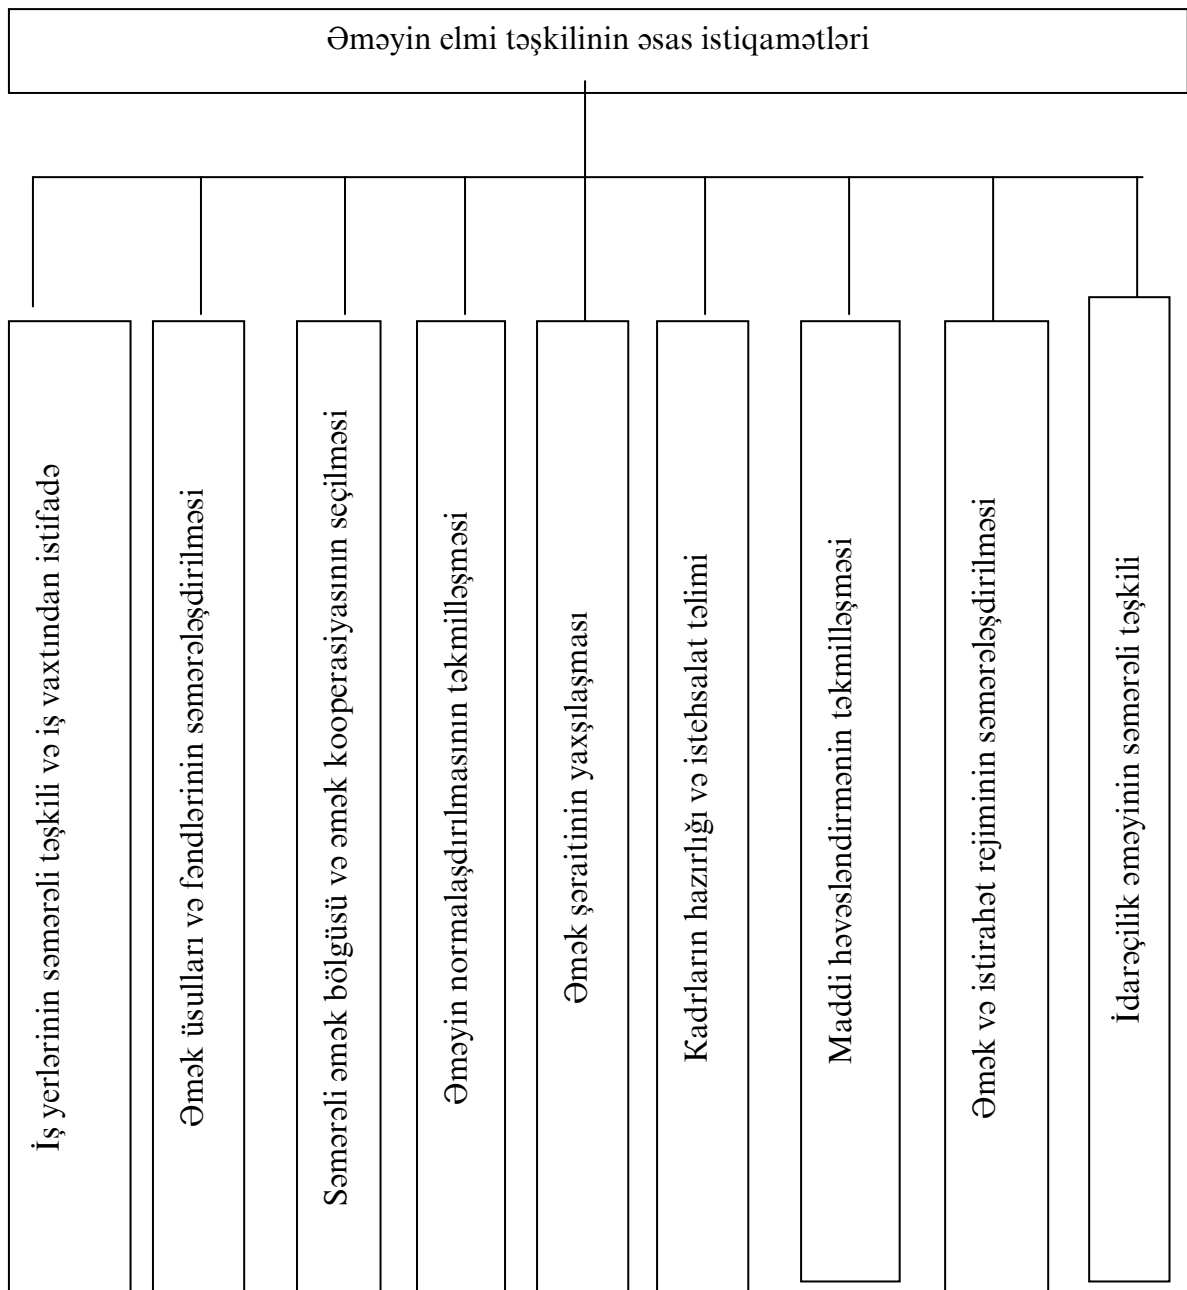 Əməyin elmi təşkilinin əsas istiqamətləri
İş yerlərinin səmərəli təşkili və iş vaxtından istifadə
Əmək üsulları və fəndlərinin səmərələşdirilməsi
Səmərəli əmək bölgüsü və əmək kooperasiyasının seçilməsi
Əməyin normalaşdırılmasının təkmilləşməsi
Əmək şəraitinin yaxşılaşması
Kadrların hazırlığı və istehsalat təlimi
Maddi həvəsləndirmənin təkmilləşməsi
Əmək və istirahət rejiminin səmərələşdirilməsi
İdarəçilik əməyinin səmərəli təşkili